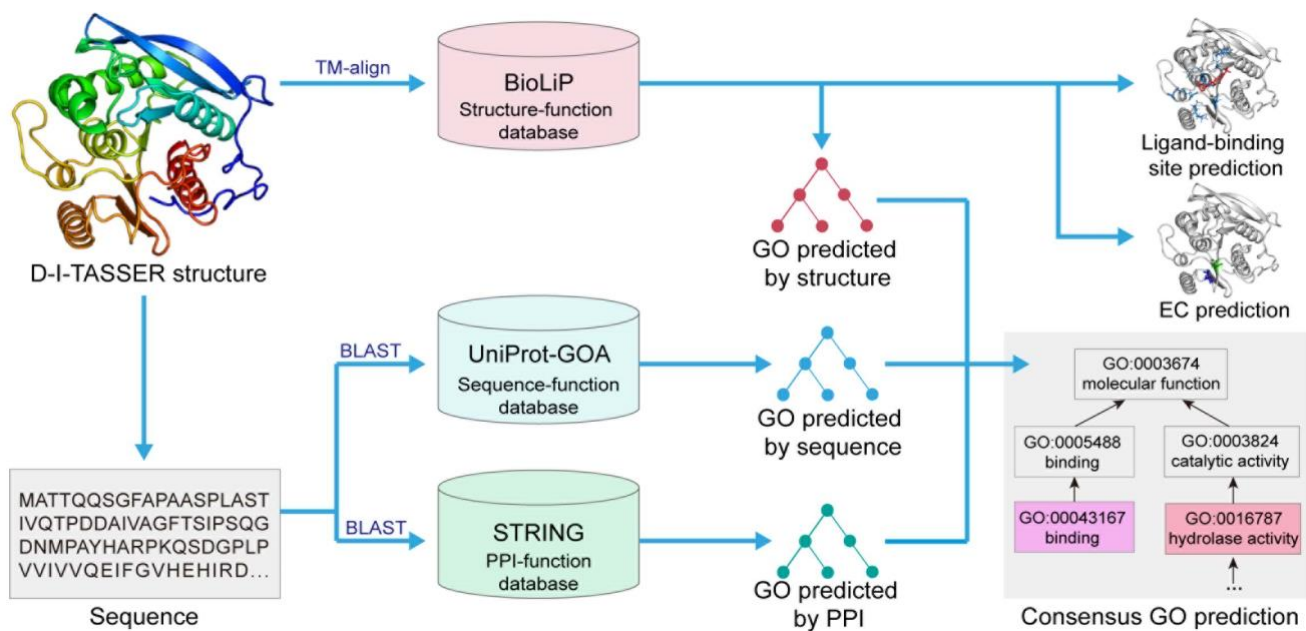 TM-align
BioLiP
Structure-function
database
Ligand-binding
site prediction
D-I-TASSER structure
GO predicted
by structure
EC prediction
BLAST
UniProt-GOA
Sequence-function
database
GO predicted
by sequence
GO:0003674
molecular function
GO:0005488
binding
GO:0003824
catalytic activity
GO:00043167
binding
GO:0016787
hydrolase activity
...
Consensus GO prediction
MATTQQSGFAPAASPLAST
IVQTPDDAIVAGFTSIPSQG
DNMPAYHARPKQSDGPLP
VVIVVQEIFGVHEHIRD...
Sequence
BLAST
STRING
PPI-function
database
GO predicted
by PPI